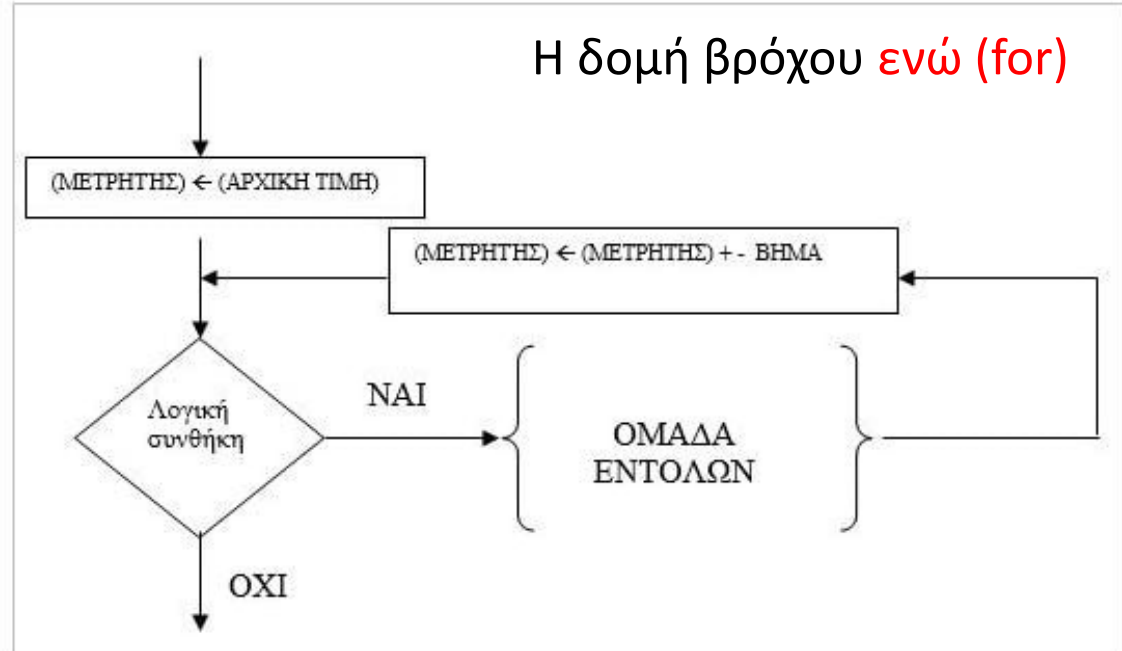 Η δομή βρόχου ενώ (for)
(ΜΕΤΡΗΤΗΣ) ← (ΑΡΧΙΚΗ ΤΙΜΗ)
(ΜΕΤΡΗΤΗΣ) ← (ΜΕΤΡΗΤΗΣ) + - ΒΗΜΑ
Λογική
συνθήκη
ΝΑΙ
ΟΜΑΔΑ
ΕΝΤΟΛΩΝ
ΟΧΙ